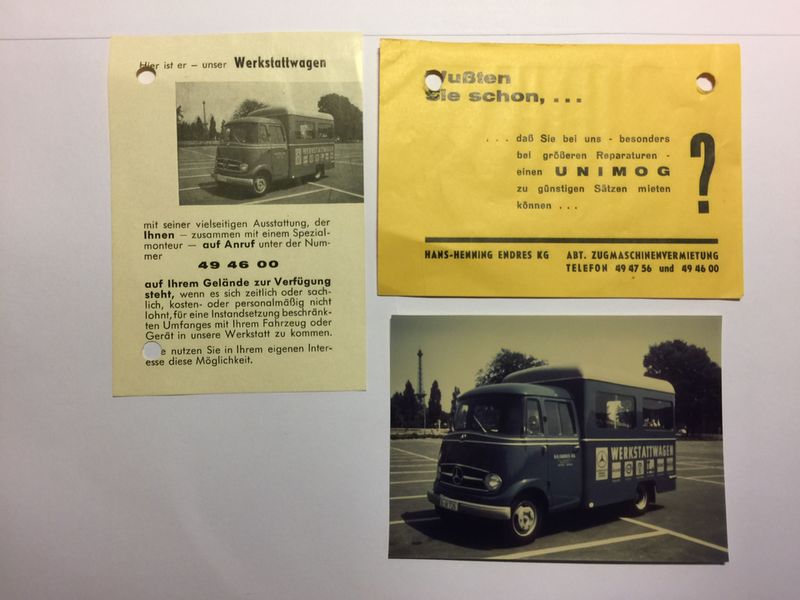 Hier ist er – unser Werkstattwagen
WERKSTATTWAGEN
mit seiner vielseitigen Ausstattung, der
Ihnen – zusammen mit einem Spezial-
monteur – auf Anruf unter der Num-
mer
49 46 00
auf Ihrem Gelände zur Verfügung
steht, wenn es sich zeitlich oder sach-
lich, kosten- oder personalmäßig nicht
lohnt, für eine Instandsetzung beschränk-
ten Umfanges mit Ihrem Fahrzeug oder
Gerät in unsere Werkstatt zu kommen.
nutzen Sie in Ihrem eigenen Inter-
esse diese Möglichkeit.
Wußten
Sie schon, ...
... daß Sie bei uns - besonders
bei größeren Reparaturen -
einen UNIMOG
zu günstigen Sätzen mieten
können ...
?
HANS-HENNING ENDRES KG ABT. ZUGMASCHINENVERMIETUNG
TELEFON 49 47 56 und 49 46 00
WERKSTATTWAGEN